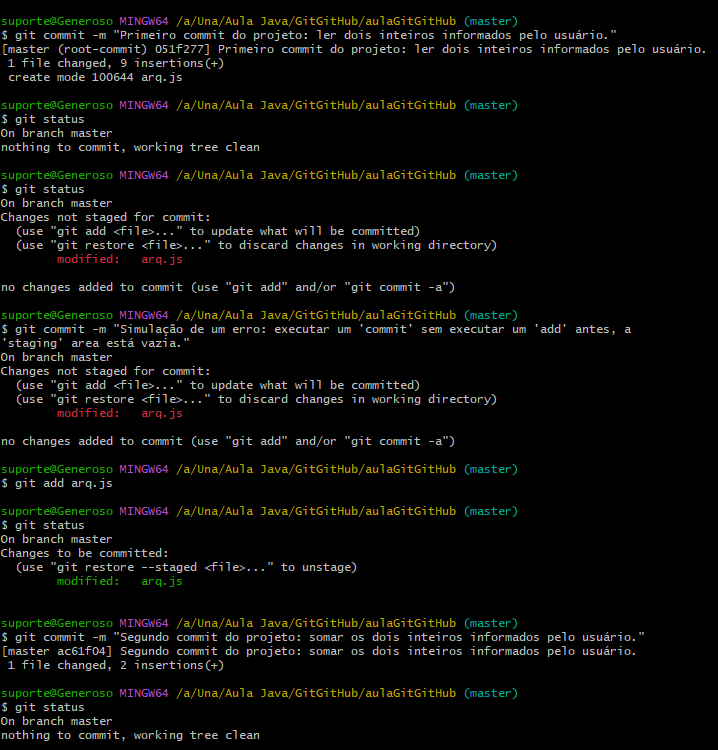 suporte@Generoso MINGW64 /a/Una/Aula Java/GitGitHub/aulaGitGitHub (master)
$ git commit -m "Primeiro commit do projeto: ler dois inteiros informados pelo usuário."
[master (root-commit) 051f277] Primeiro commit do projeto: ler dois inteiros informados pelo usuário.
 1 file changed, 9 insertions(+)
 create mode 100644 arq.js

suporte@Generoso MINGW64 /a/Una/Aula Java/GitGitHub/aulaGitGitHub (master)
$ git status
On branch master
nothing to commit, working tree clean

suporte@Generoso MINGW64 /a/Una/Aula Java/GitGitHub/aulaGitGitHub (master)
$ git status
On branch master
Changes not staged for commit:
  (use "git add <file>..." to update what will be committed)
  (use "git restore <file>..." to discard changes in working directory)
        modified:   arq.js

no changes added to commit (use "git add" and/or "git commit -a")

suporte@Generoso MINGW64 /a/Una/Aula Java/GitGitHub/aulaGitGitHub (master)
$ git commit -m "Simulação de um erro: executar um 'commit' sem executar um 'add' antes, a
'staging' area está vazia."
On branch master
Changes not staged for commit:
  (use "git add <file>..." to update what will be committed)
  (use "git restore <file>..." to discard changes in working directory)
        modified:   arq.js

no changes added to commit (use "git add" and/or "git commit -a")

suporte@Generoso MINGW64 /a/Una/Aula Java/GitGitHub/aulaGitGitHub (master)
$ git add arq.js

suporte@Generoso MINGW64 /a/Una/Aula Java/GitGitHub/aulaGitGitHub (master)
$ git status
On branch master
Changes to be committed:
  (use "git restore --staged <file>..." to unstage)
        modified:   arq.js


suporte@Generoso MINGW64 /a/Una/Aula Java/GitGitHub/aulaGitGitHub (master)
$ git commit -m "Segundo commit do projeto: somar os dois inteiros informados pelo usuário."
[master ac61f04] Segundo commit do projeto: somar os dois inteiros informados pelo usuário.
 1 file changed, 2 insertions(+)

suporte@Generoso MINGW64 /a/Una/Aula Java/GitGitHub/aulaGitGitHub (master)
$ git status
On branch master
nothing to commit, working tree clean